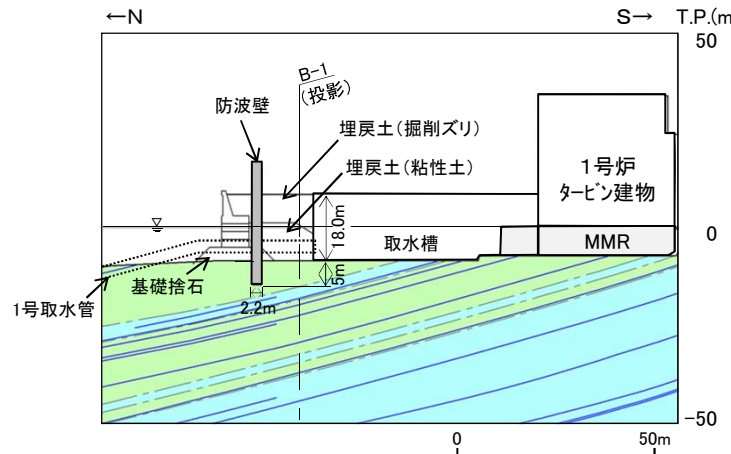 ←N
S→
T.P.(m
50
B-1
(投影)
防波壁
埋戻土(掘削ズリ)
埋戻土(粘性土)
1号炉
タービン建物
▽
18.0m
0
取水槽
MMR
5m
基礎捨石
1号取水管
2.2m
-50
0
50m